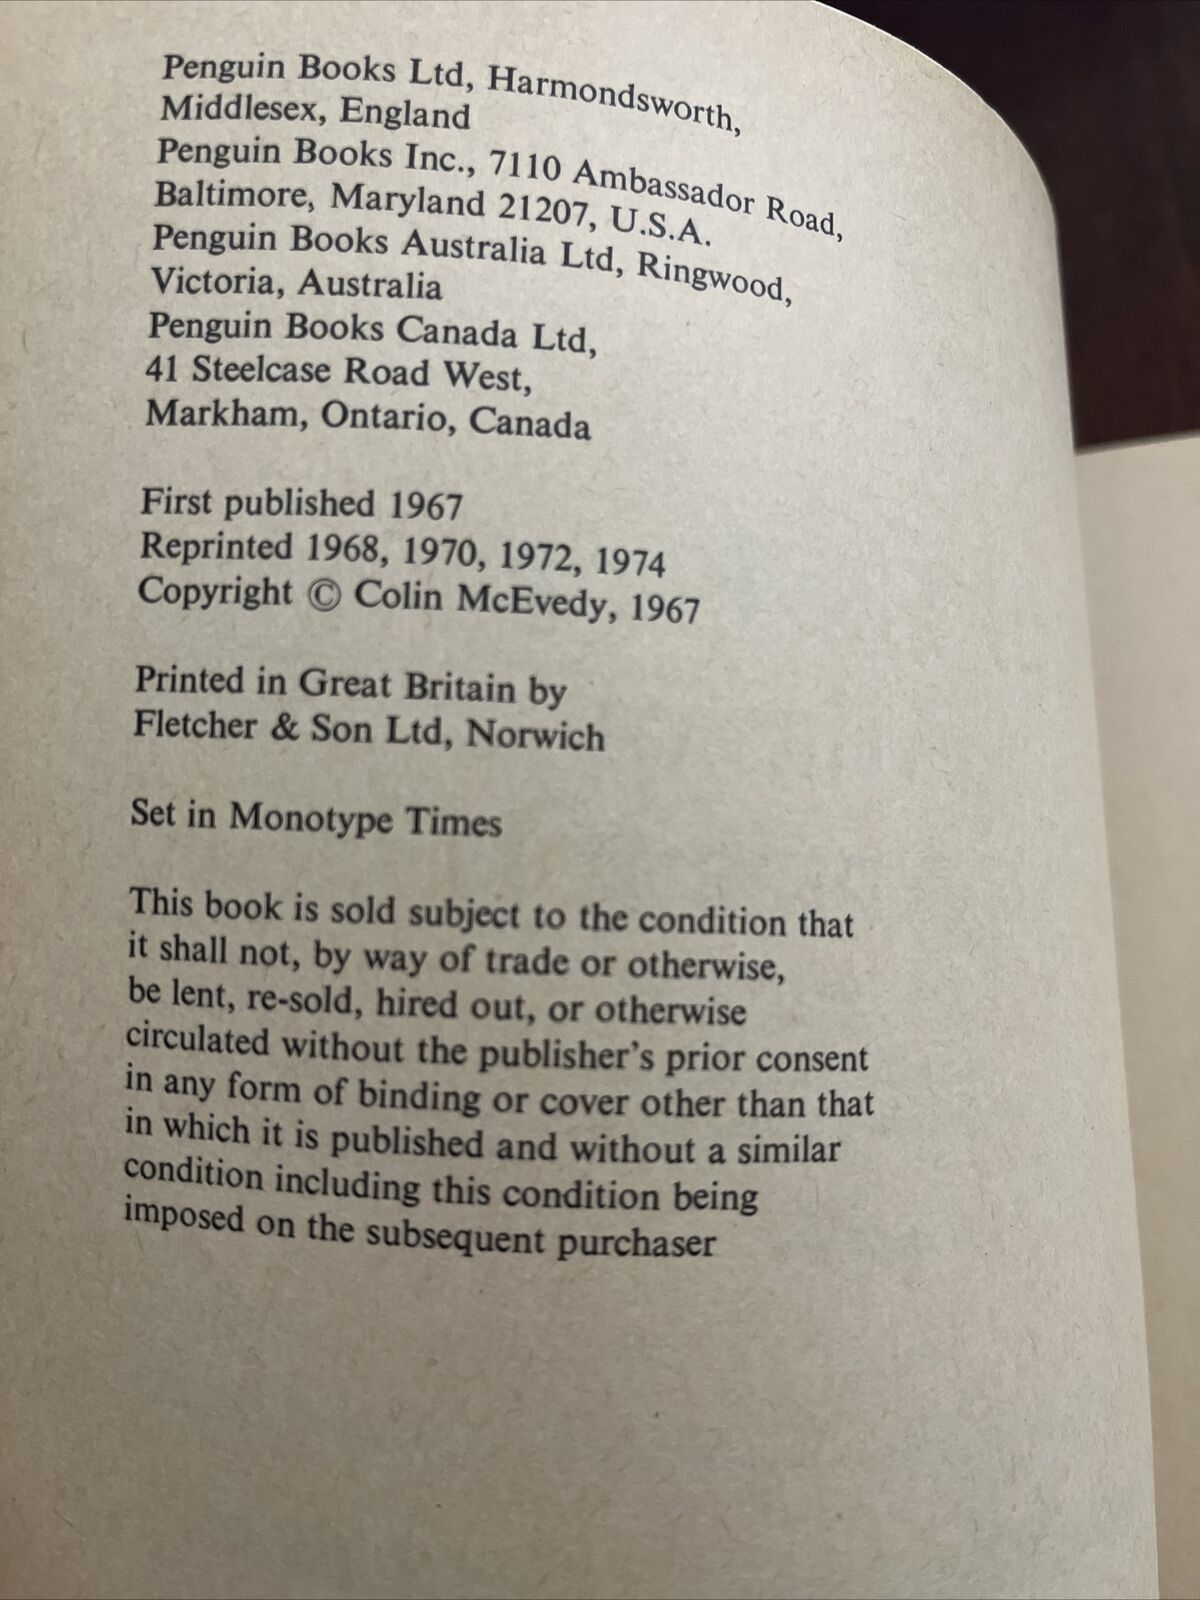 Penguin Books Ltd, Harmondsworth,
Middlesex, England
Penguin Books Inc., 7110 Ambassador Road,
Baltimore, Maryland 21207, U.S.A.
Penguin Books Australia Ltd, Ringwood,
Victoria, Australia
Penguin Books Canada Ltd,
41 Steelcase Road West,
Markham, Ontario, Canada
First published 1967
Reprinted 1968, 1970, 1972, 1974
Copyright © Colin McEvedy, 1967
Printed in Great Britain by
Fletcher & Son Ltd, Norwich
Set in Monotype Times
This book is sold subject to the condition that
it shall not, by way of trade or otherwise,
be lent, re-sold, hired out, or otherwise
circulated without the publisher's prior consent
in any form of binding or cover other than that
in which it is published and without a similar
condition including this condition being
imposed on the subsequent purchaser